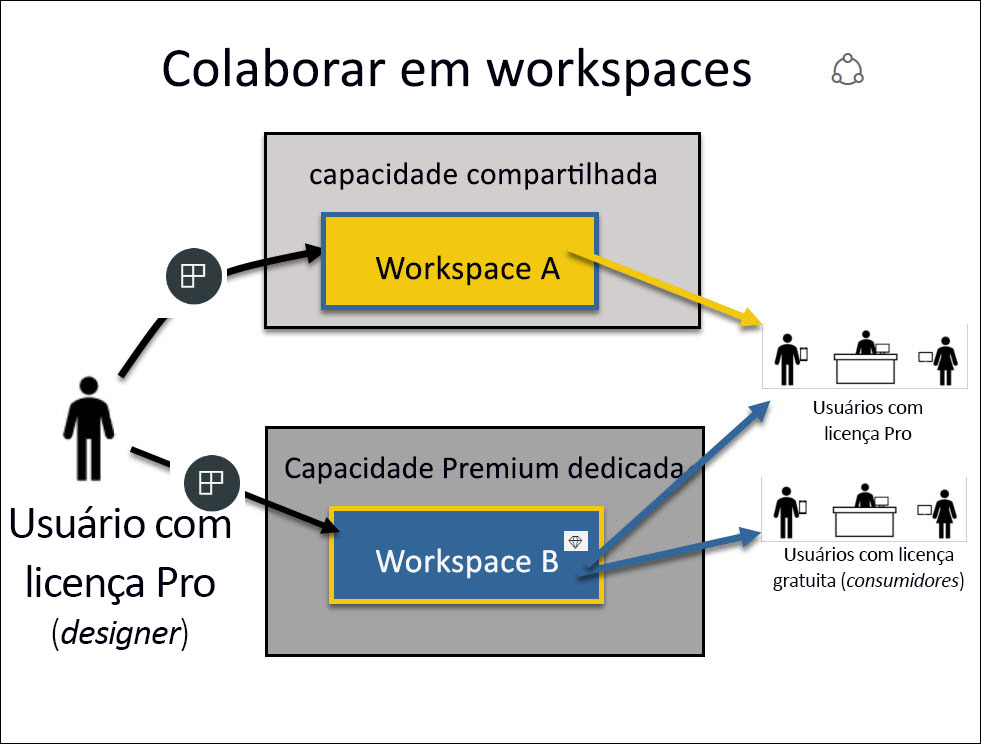 Colaborar em workspaces
capacidade compartilhada
Workspace A
Usuários com
licença Pro
Capacidade Premium dedicada
Workspace B
Usuário com
licença Pro
(designer)
Usuários com licença
gratuita (consumidores)